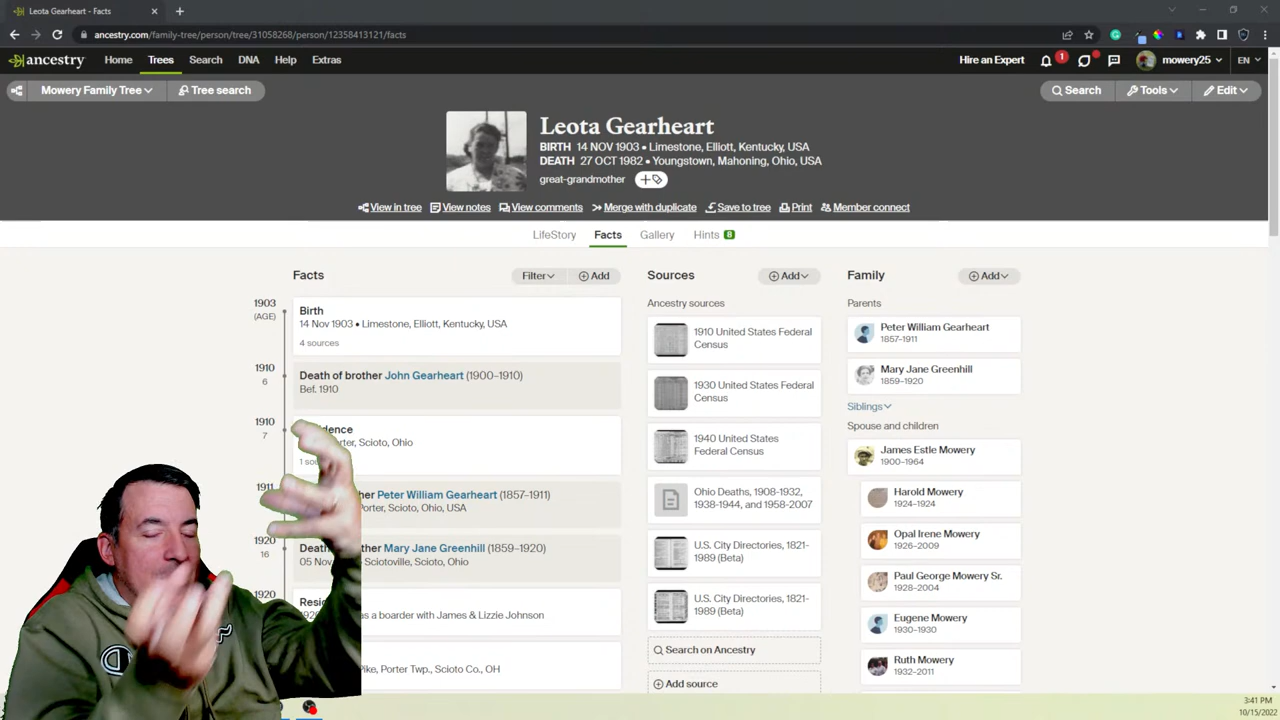 Leota Gearheart - Facts
ancestry.com/family-tree/person/tree/31058268/person/12358413121/facts
ancestry Home Trees Search DNA Help Extras Hire an Expert 1 mowery25 EN
Mowery Family Tree Tree search Search Tools Edit
Leota Gearheart
BIRTH 14 NOV 1903 • Limestone, Elliott, Kentucky, USA
DEATH 27 OCT 1982 • Youngstown, Mahoning, Ohio, USA
great-grandmother
View in tree View notes View comments Merge with duplicate Save to tree Print Member connect
LifeStory Facts Gallery Hints 8
Facts Filter Add
1903
(AGE)
Birth
14 Nov 1903 • Limestone, Elliott, Kentucky, USA
4 sources
1910
6
Death of brother John Gearheart (1900–1910)
Bef. 1910
1910
7
dence
rter, Scioto, Ohio
1 sou
1911
her Peter William Gearheart (1857–1911)
Porter, Scioto, Ohio, USA
1920
16
Death ther Mary Jane Greenhill (1859–1920)
05 Nov Sciotoville, Scioto, Ohio
1920
Resi
as a boarder with James & Lizzie Johnson
Pike, Porter Twp., Scioto Co., OH
Sources Add
Ancestry sources
1910 United States Federal
Census
1930 United States Federal
Census
1940 United States
Federal Census
Ohio Deaths, 1908-1932,
1938-1944, and 1958-2007
U.S. City Directories, 1821-
1989 (Beta)
U.S. City Directories, 1821-
1989 (Beta)
Search on Ancestry
Add source
Family Add
Parents
Peter William Gearheart
1857–1911
Mary Jane Greenhill
1859–1920
Siblings
Spouse and children
James Estle Mowery
1900–1964
Harold Mowery
1924–1924
Opal Irene Mowery
1926–2009
Paul George Mowery Sr.
1928–2004
Eugene Mowery
1930–1930
Ruth Mowery
1932–2011
3:41 PM
10/15/2022